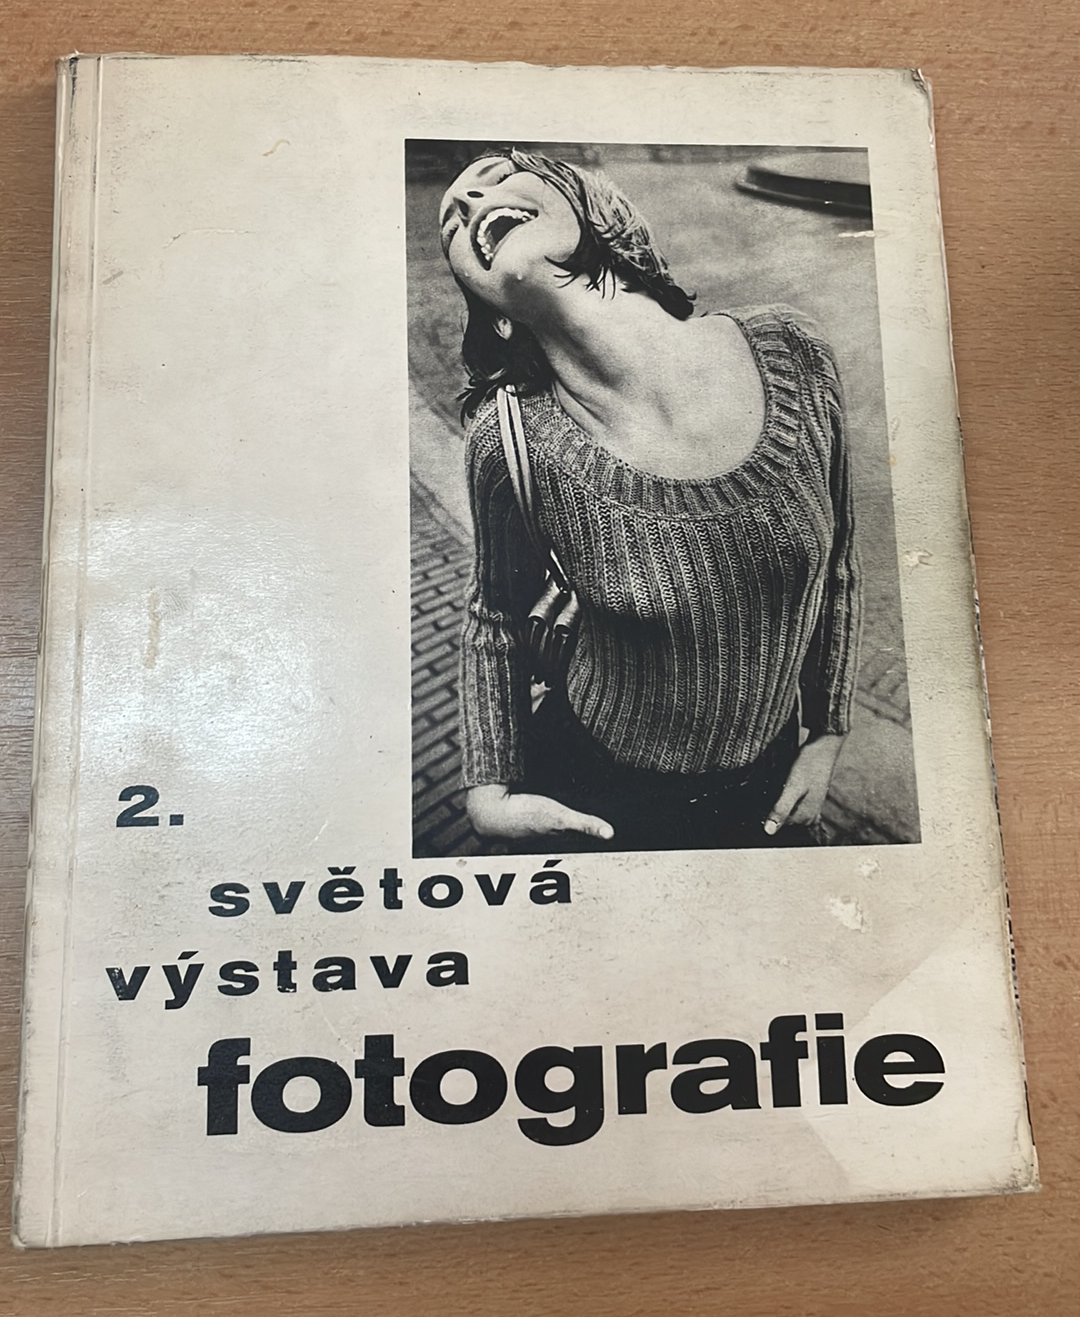 2.
světová
výstava
fotografie